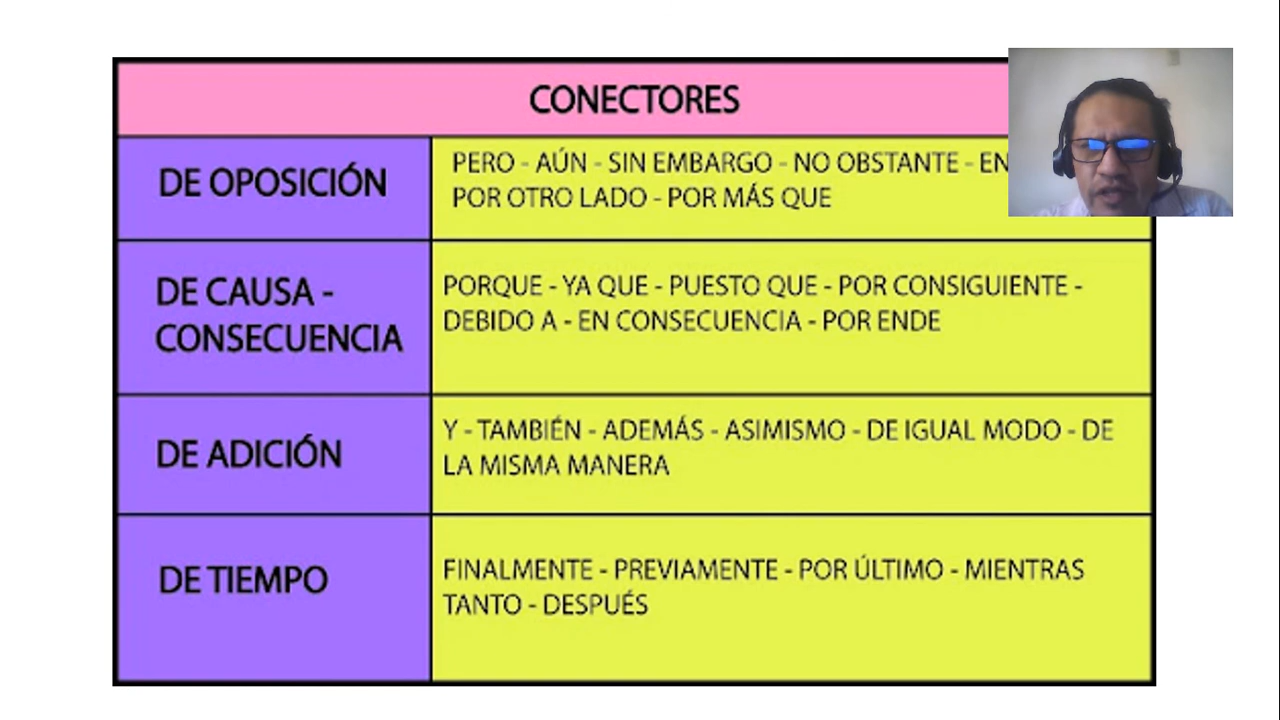 CONECTORES
DE OPOSICIÓN
PERO - AÚN - SIN EMBARGO - NO OBSTANTE -
POR OTRO LADO - POR MÁS QUE
DE CAUSA -
CONSECUENCIA
PORQUE - YA QUE - PUESTO QUE - POR CONSIGUIENTE -
DEBIDO A - EN CONSECUENCIA - POR ENDE
DE ADICIÓN
Y - TAMBIÉN - ADEMÁS - ASIMISMO - DE IGUAL MODO - DE
LA MISMA MANERA
DE TIEMPO
FINALMENTE - PREVIAMENTE - POR ÚLTIMO - MIENTRAS
TANTO - DESPUÉS